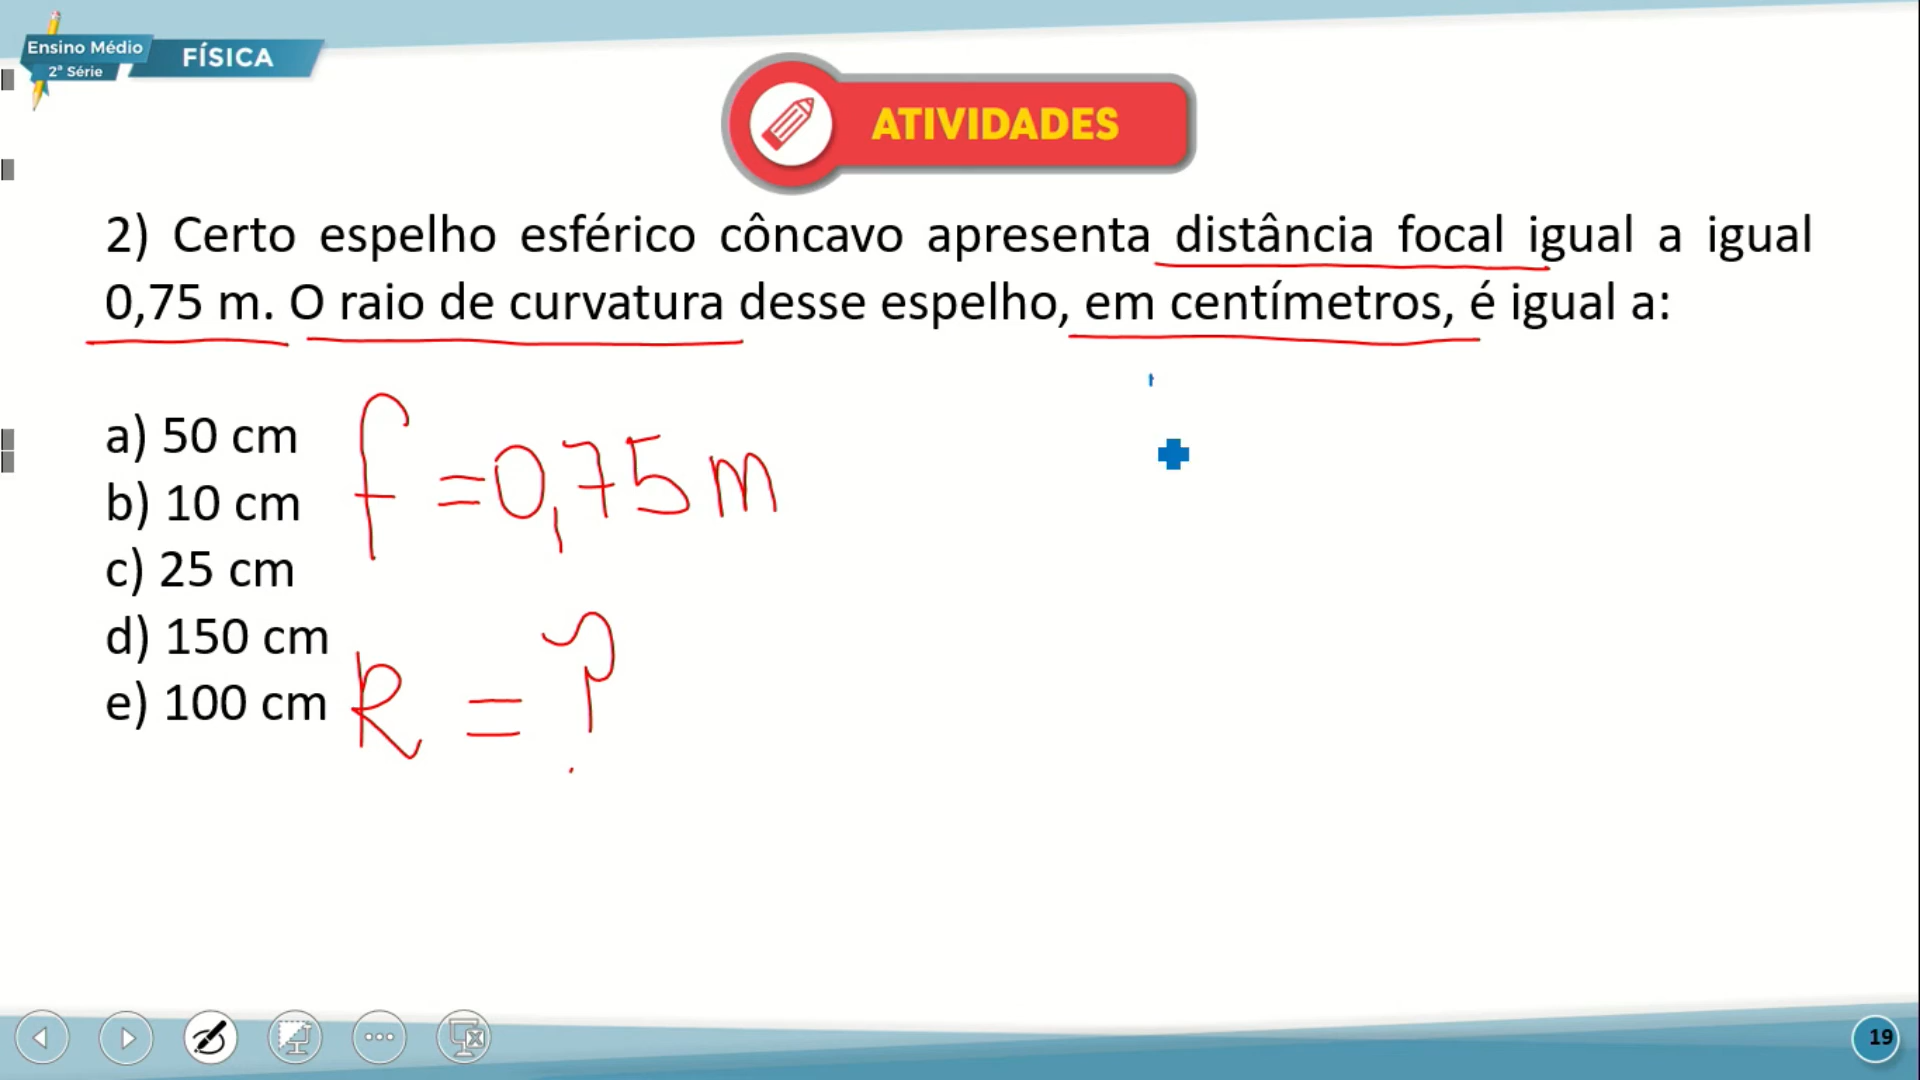 Ensino Médio
2ª Série
FÍSICA
ATIVIDADES
2) Certo espelho esférico côncavo apresenta distância focal igual a igual
0,75 m. O raio de curvatura desse espelho, em centímetros, é igual a:
a) 50 cm
b) 10 cm
c) 25 cm
d) 150 cm
e) 100 cm
f = 0,75 m
R = ?
19